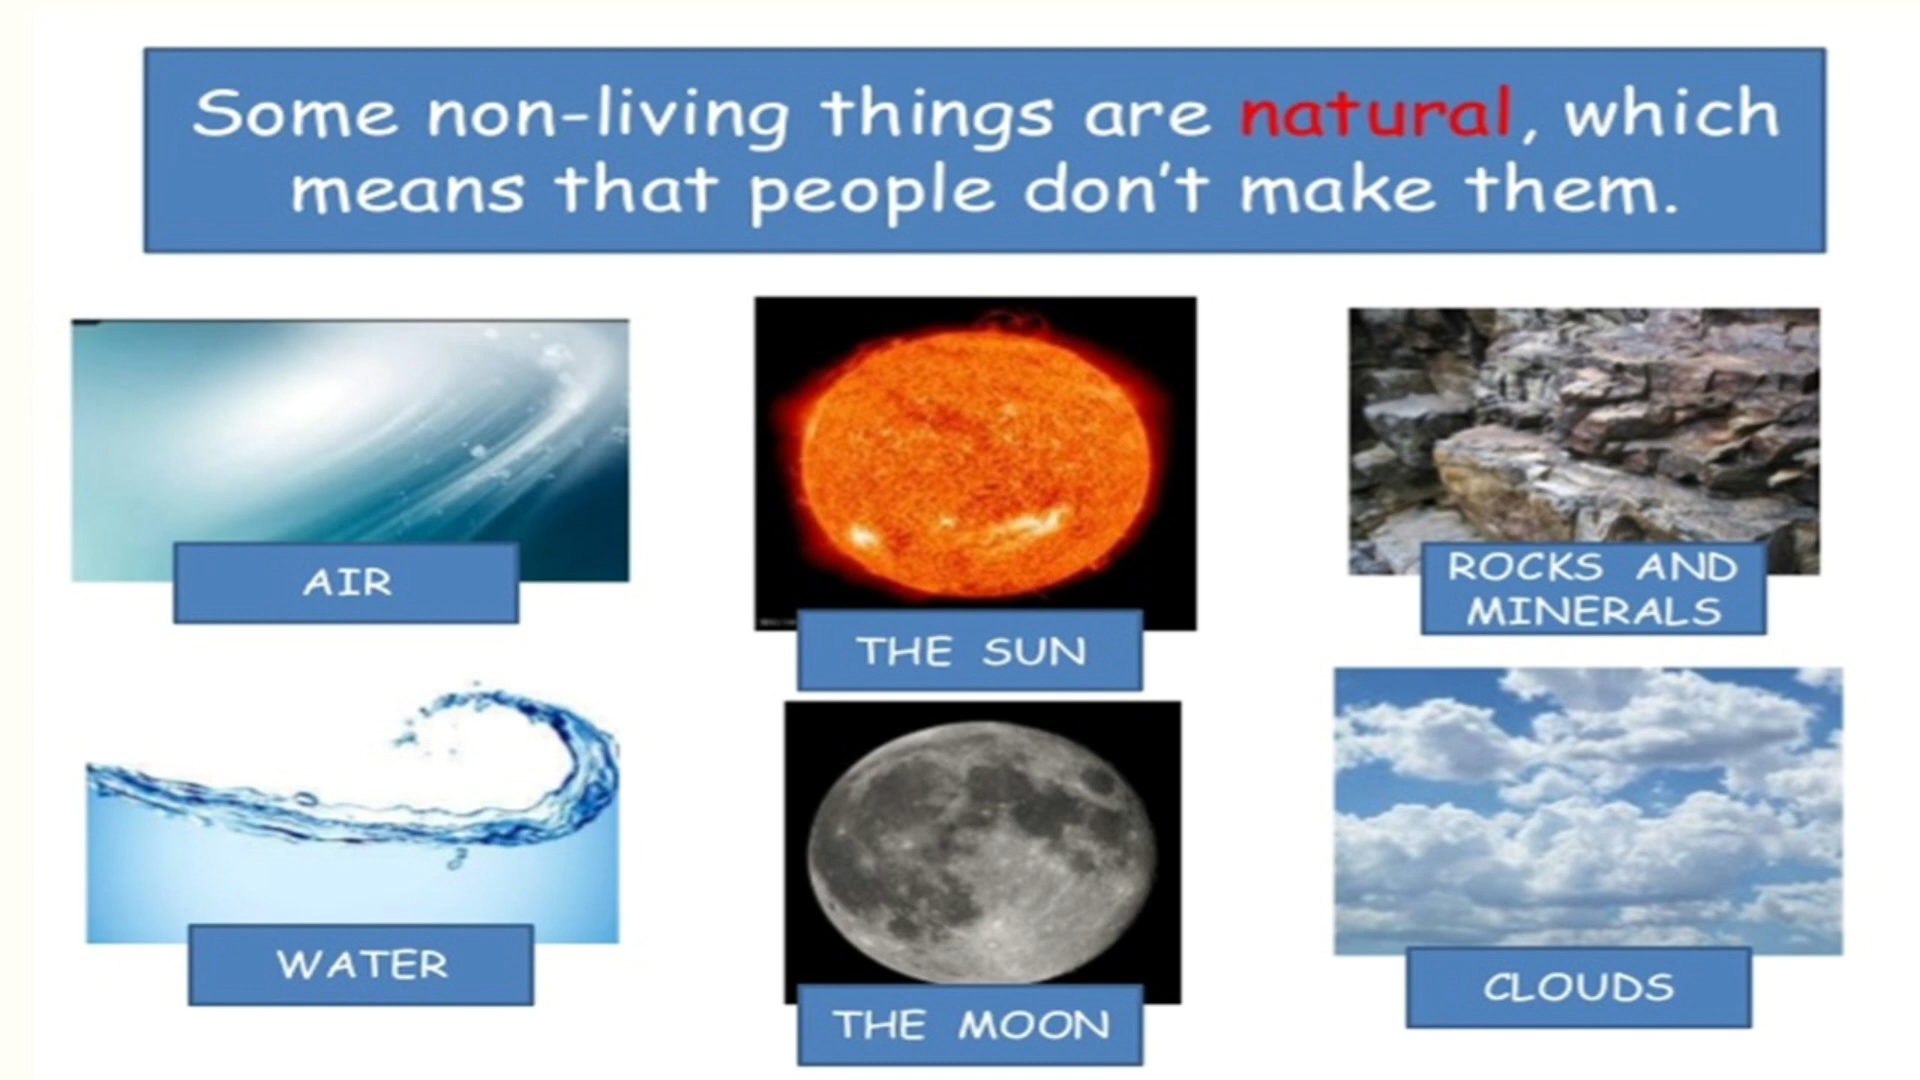 Some non-living things are natural, which
means that people don't make them.
AIR
THE SUN
ROCKS AND
MINERALS
WATER
THE MOON
CLOUDS